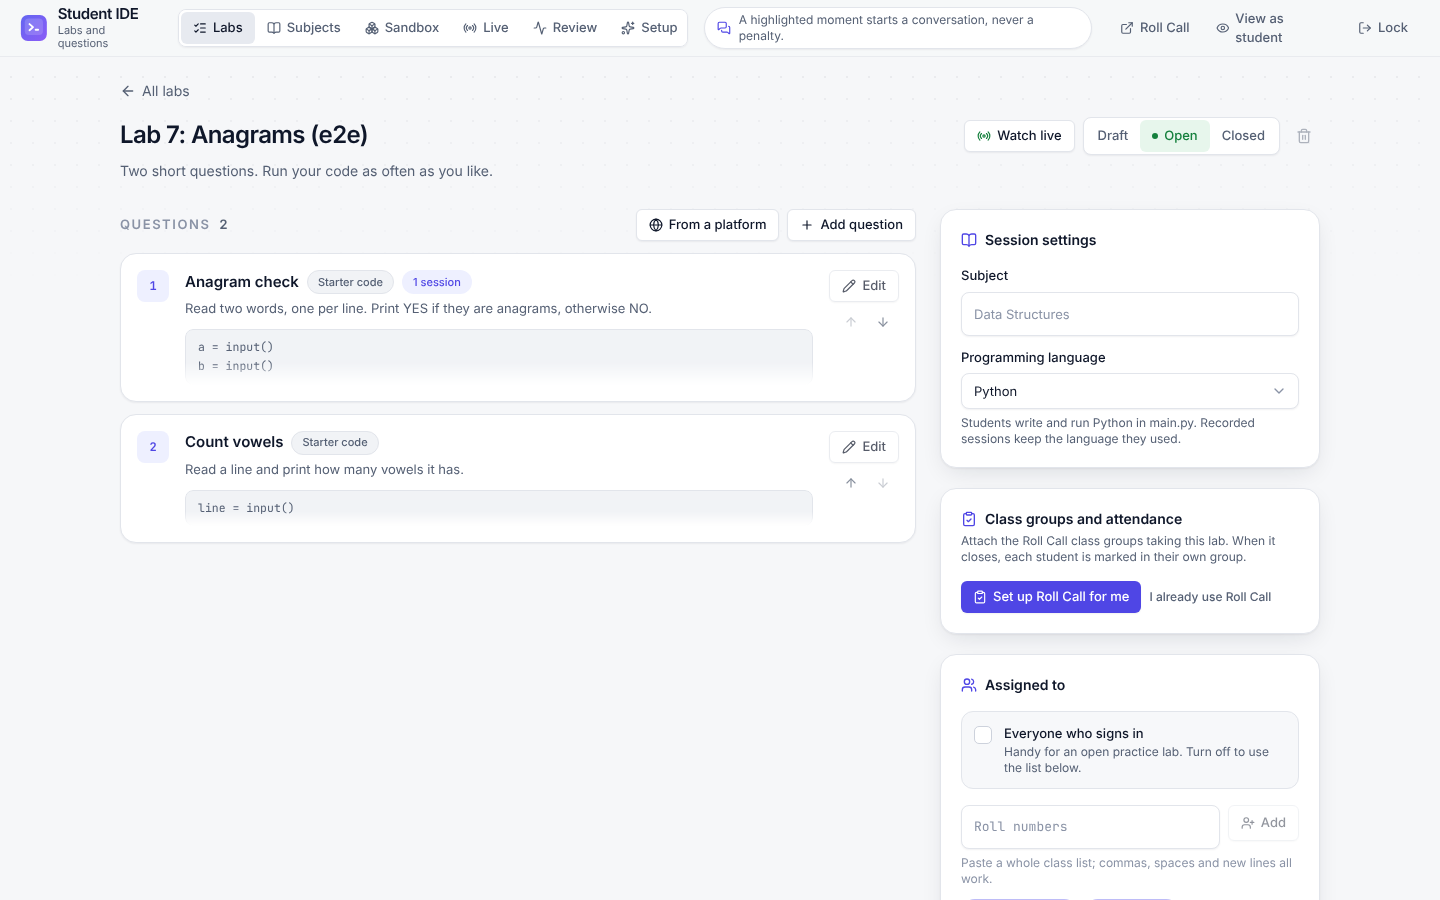 Student IDE
Labs and
questions
Labs
Subjects
Sandbox
Live
Review
Setup
A highlighted moment starts a conversation, never a
penalty.
Roll Call
View as
student
Lock
All labs
Lab 7: Anagrams (e2e)
Two short questions. Run your code as often as you like.
Watch live
Draft
Open
Closed
QUESTIONS 2
From a platform
Add question
1
Anagram check
Starter code
1 session
Edit
Read two words, one per line. Print YES if they are anagrams, otherwise NO.
a = input()
b = input()
2
Count vowels
Starter code
Edit
Read a line and print how many vowels it has.
line = input()
Session settings
Subject
Data Structures
Programming language
Python
Students write and run Python in main.py. Recorded
sessions keep the language they used.
Class groups and attendance
Attach the Roll Call class groups taking this lab. When it
closes, each student is marked in their own group.
Set up Roll Call for me
I already use Roll Call
Assigned to
Everyone who signs in
Handy for an open practice lab. Turn off to use
the list below.
Roll numbers
Add
Paste a whole class list; commas, spaces and new lines all
work.